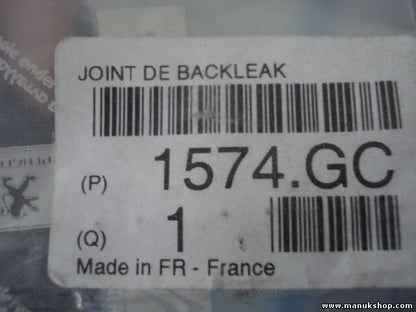 JOINT DE BACKLEAK
(P) 1574.GC
(Q) 1
Made in FR - France
www.manukshop.com